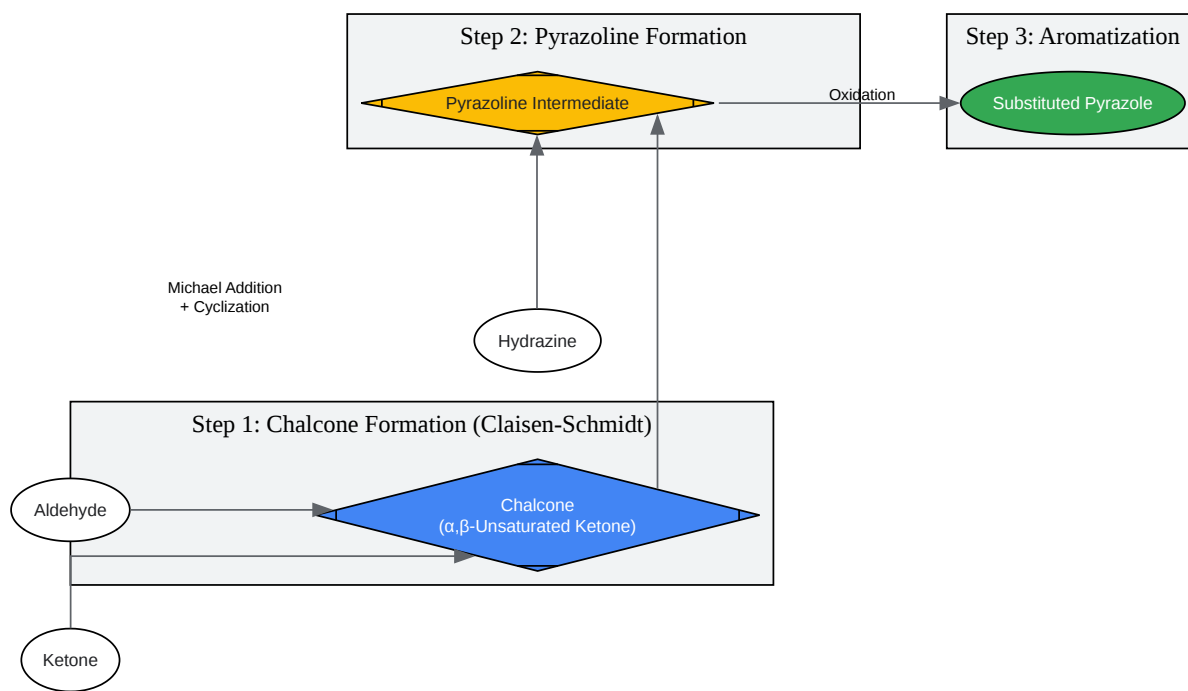 Step 2: Pyrazoline Formation
Step 3: Aromatization
Pyrazoline Intermediate
Oxidation
Substituted Pyrazole
Michael Addition
+ Cyclization
Hydrazine
Step 1: Chalcone Formation (Claisen-Schmidt)
Aldehyde
Chalcone
(α,β-Unsaturated Ketone)
Ketone